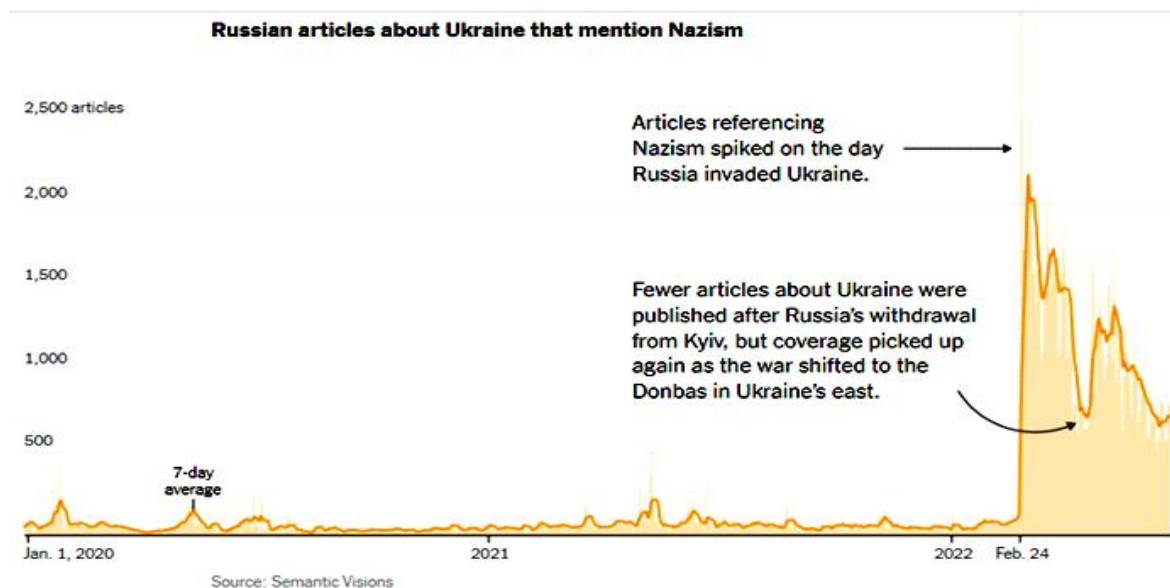 Russian articles about Ukraine that mention Nazism
2,500 articles
Articles referencing
Nazism spiked on the day
Russia invaded Ukraine.
2,000
1,500
Fewer articles about Ukraine were
published after Russia's withdrawal
from Kyiv, but coverage picked up
again as the war shifted to the
Donbas in Ukraine's east.
1,000
500
7-day
average
Jan. 1, 2020
2021
2022
Feb. 24
Source: Semantic Visions